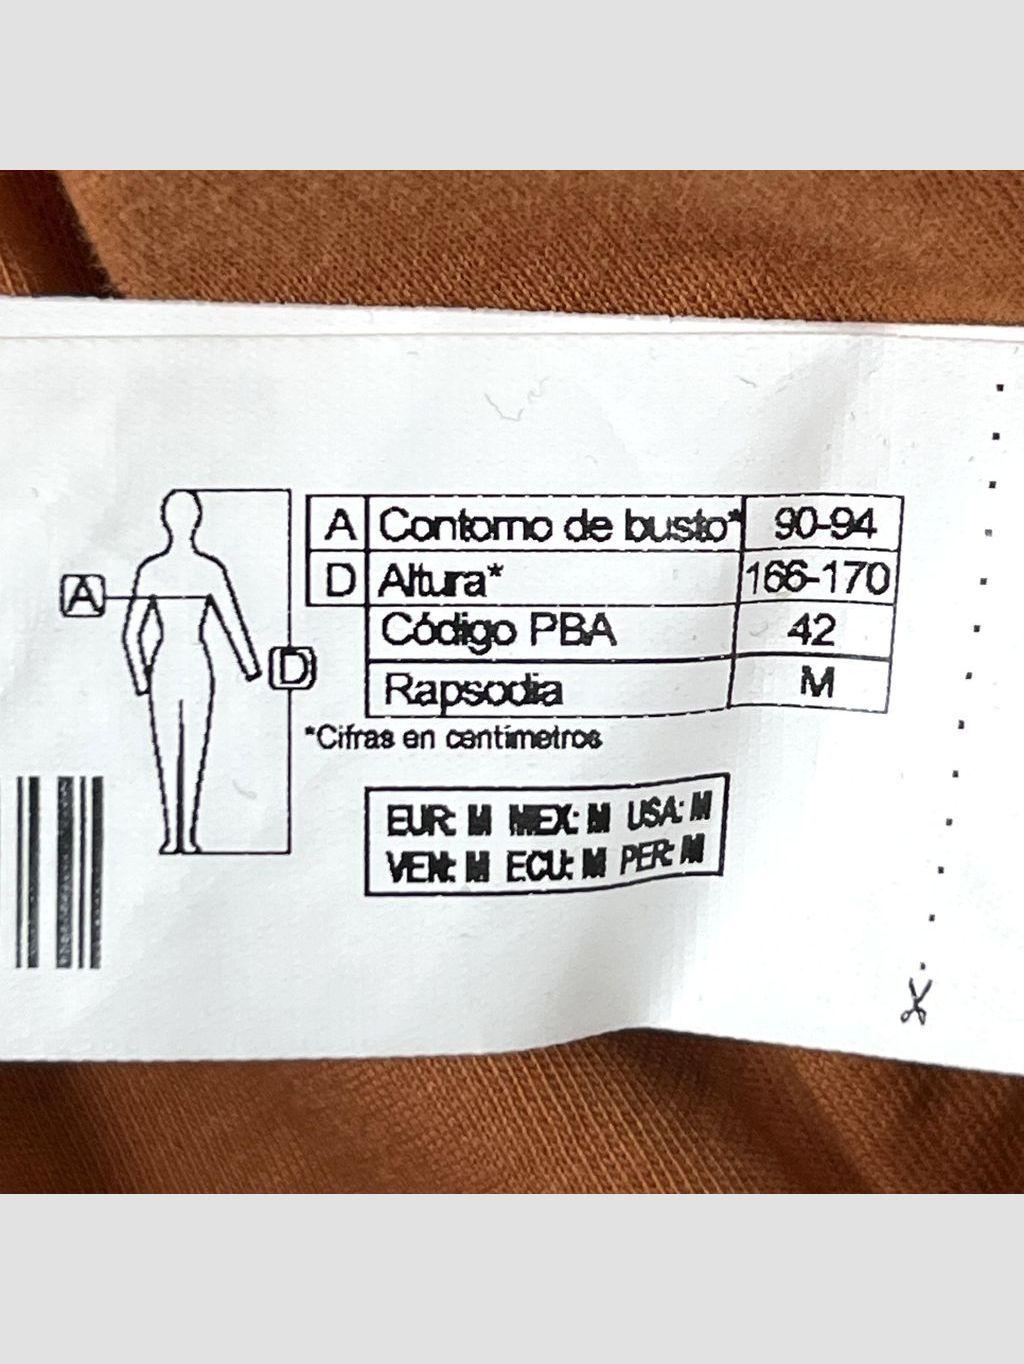 A Contorno de busto* 90-94
D Altura* 166-170
Código PBA 42
Rapsodia M
*Cifras en centímetros
A
D
EUR: M MEX: M USA: M
VEN: M ECU: M PER: M